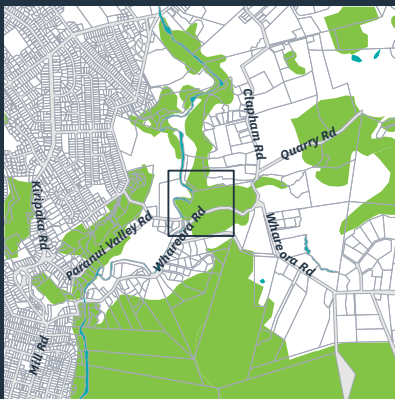 Clapham Rd
Quarry Rd
Kiripaka Rd
Paranui Valley Rd
Whareora Rd
Whareora Rd
Mill Rd